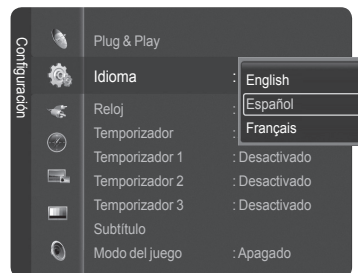 Configuración
Plug & Play
Idioma : English
Español
Français
Reloj :
Temporizador :
Temporizador 1 : Desactivado
Temporizador 2 : Desactivado
Temporizador 3 : Desactivado
Subtítulo
Modo del juego : Apagado